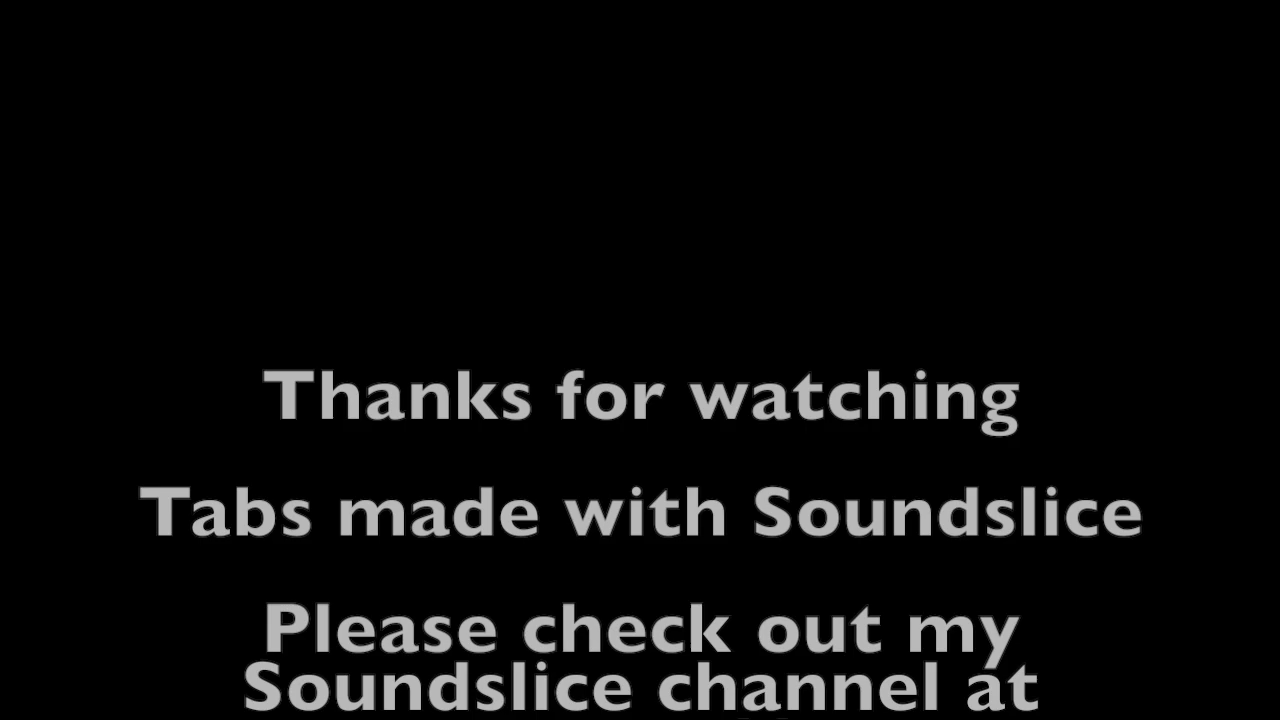 Thanks for watching
Tabs made with Soundslice
Please check out my
Soundslice channel at